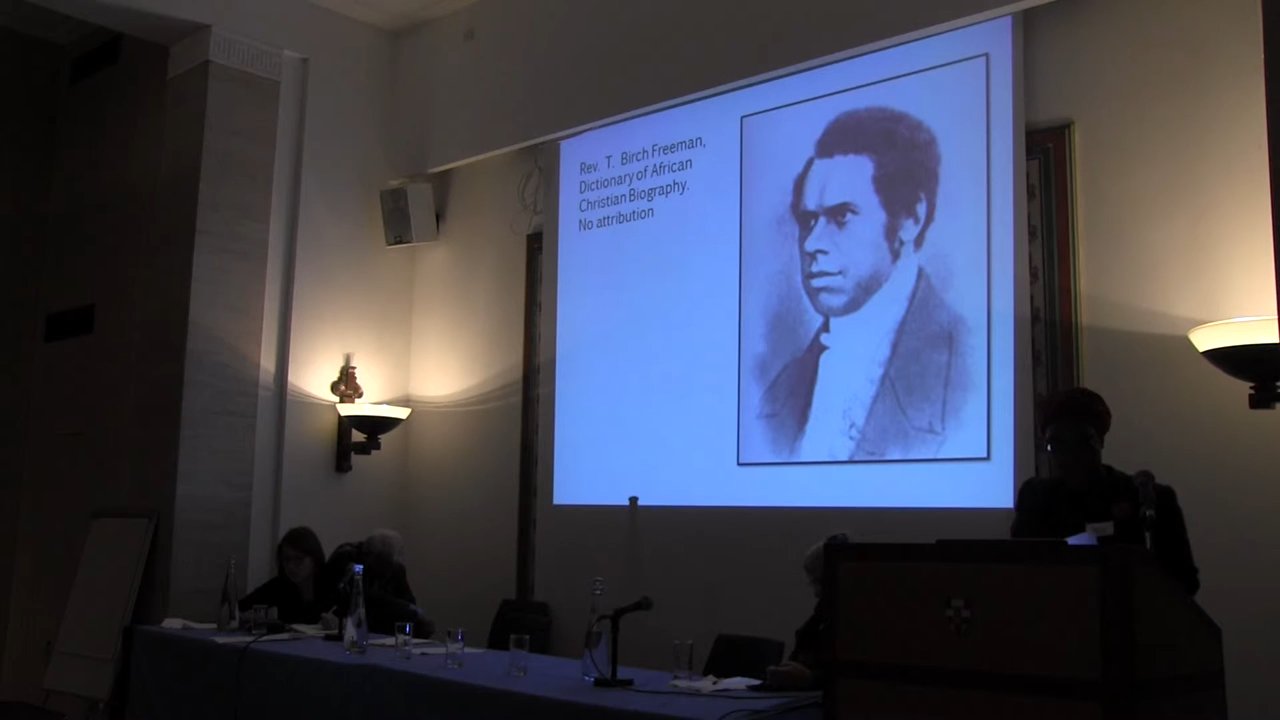 Rev. T. Birch Freeman,
Dictionary of African
Christian Biography.
No attribution